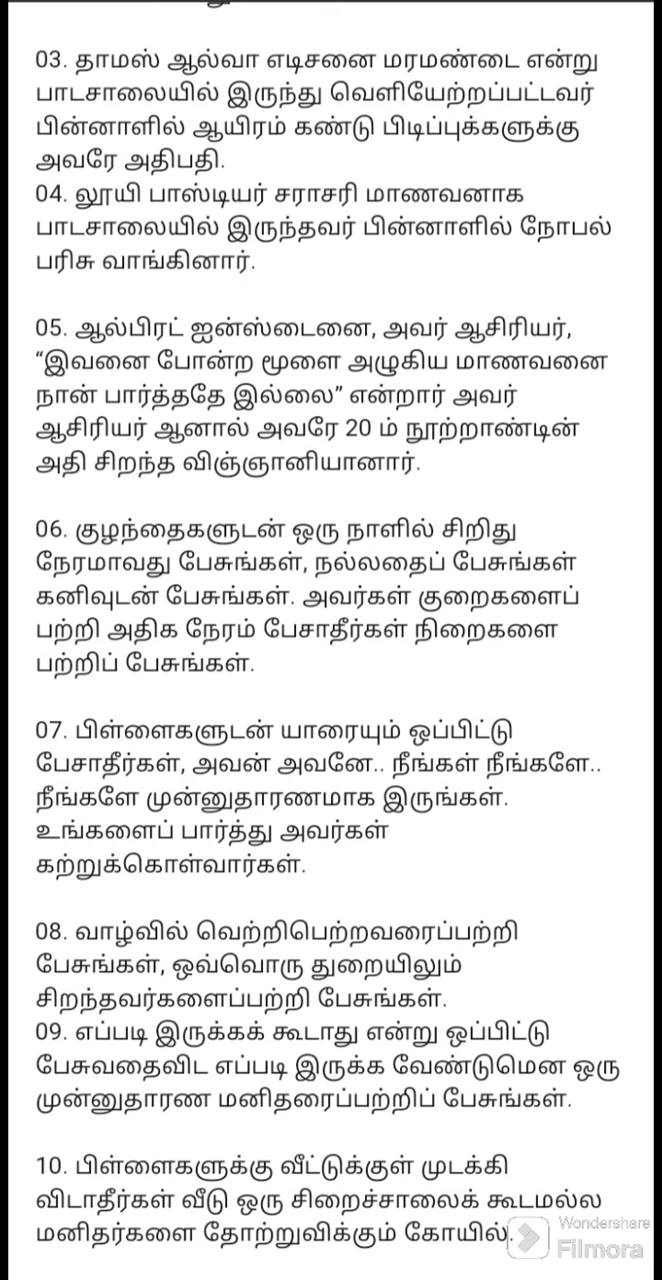 03. தாமஸ் ஆல்வா எடிசனை மரமண்டை என்று
பாடசாலையில் இருந்து வெளியேற்றப்பட்டவர்
பின்னாளில் ஆயிரம் கண்டு பிடிப்புக்களுக்கு
அவரே அதிபதி.
04. லூயி பாஸ்டியர் சராசரி மாணவனாக
பாடசாலையில் இருந்தவர் பின்னாளில் நோபல்
பரிசு வாங்கினார்.
05. ஆல்பிரட் ஐன்ஸ்டைனை, அவர் ஆசிரியர்,
“இவனை போன்ற மூளை அழுகிய மாணவனை
நான் பார்த்ததே இல்லை” என்றார் அவர்
ஆசிரியர் ஆனால் அவரே 20 ம் நூற்றாண்டின்
அதி சிறந்த விஞ்ஞானியானார்.
06. குழந்தைகளுடன் ஒரு நாளில் சிறிது
நேரமாவது பேசுங்கள், நல்லதைப் பேசுங்கள்
கனிவுடன் பேசுங்கள். அவர்கள் குறைகளைப்
பற்றி அதிக நேரம் பேசாதீர்கள் நிறைகளை
பற்றிப் பேசுங்கள்.
07. பிள்ளைகளுடன் யாரையும் ஒப்பிட்டு
பேசாதீர்கள், அவன் அவனே.. நீங்கள் நீங்களே..
நீங்களே முன்னுதாரணமாக இருங்கள்.
உங்களைப் பார்த்து அவர்கள்
கற்றுக்கொள்வார்கள்.
08. வாழ்வில் வெற்றிபெற்றவரைப்பற்றி
பேசுங்கள், ஒவ்வொரு துறையிலும்
சிறந்தவர்களைப்பற்றி பேசுங்கள்.
09. எப்படி இருக்கக் கூடாது என்று ஒப்பிட்டு
பேசுவதைவிட எப்படி இருக்க வேண்டுமென ஒரு
முன்னுதாரண மனிதரைப்பற்றிப் பேசுங்கள்.
10. பிள்ளைகளுக்கு வீட்டுக்குள் முடக்கி
விடாதீர்கள் வீடு ஒரு சிறைச்சாலைக் கூடமல்ல
மனிதர்களை தோற்றுவிக்கும் கோயில்.
Wondershare
Filmora